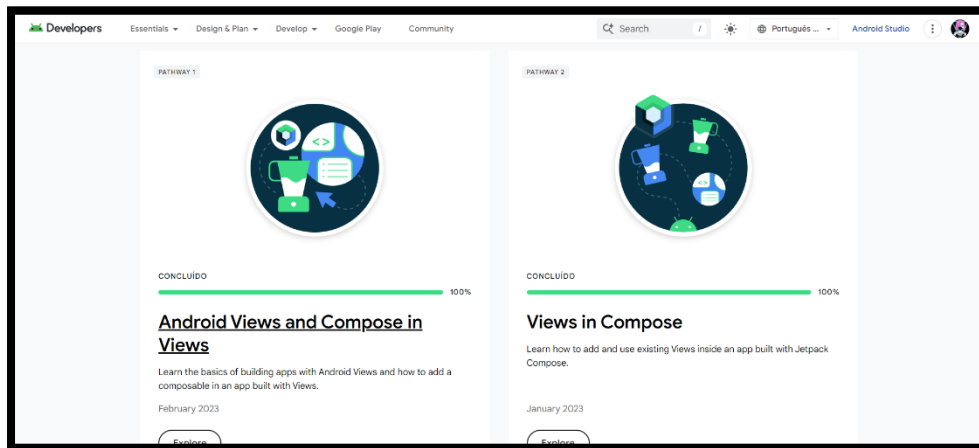 Developers Essentials Design & Plan Develop Google Play Community Search / Português ... Android Studio
PATHWAY 1
<>
CONCLUÍDO
100%
Android Views and Compose in
Views
Learn the basics of building apps with Android Views and how to add a
composable in an app built with Views.
February 2023
Explore
PATHWAY 2
<>
CONCLUÍDO
100%
Views in Compose
Learn how to add and use existing Views inside an app built with Jetpack
Compose.
January 2023
Explore